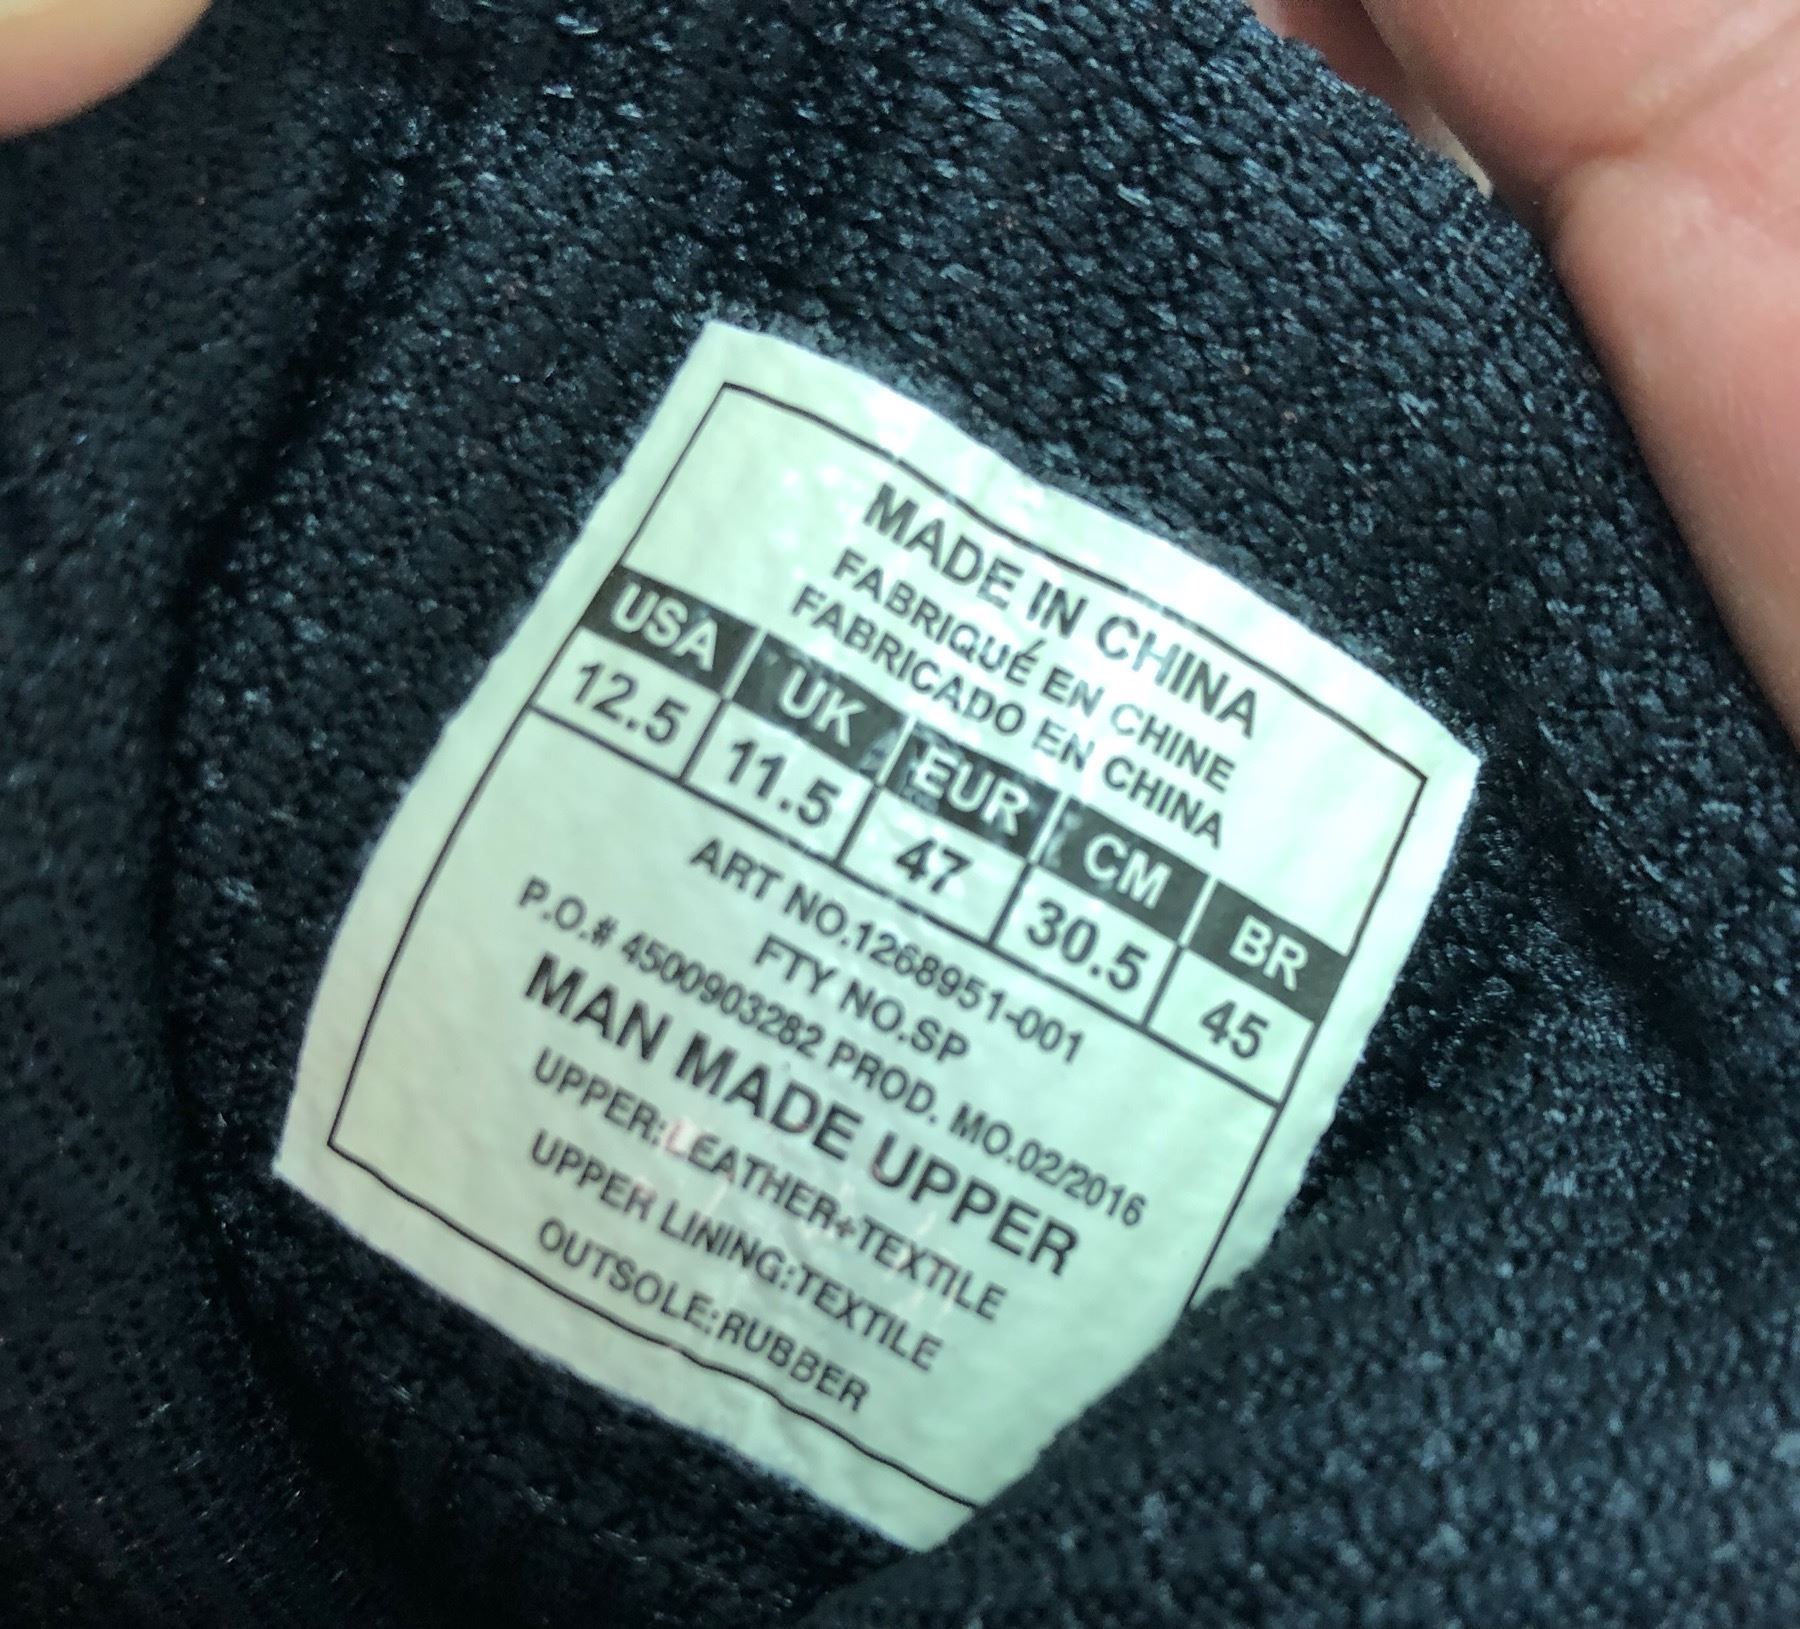 MADE IN CHINA
FABRIQUÉ EN CHINE
FABRICADO EN CHINA
USA UK EUR CM BR
12.5 11.5 47 30.5 45
ART NO.1268951-001
FTY NO.SP
P.O.# 4500903282 PROD. MO.02/2016
MAN MADE UPPER
UPPER:LEATHER+TEXTILE
UPPER LINING:TEXTILE
OUTSOLE:RUBBER